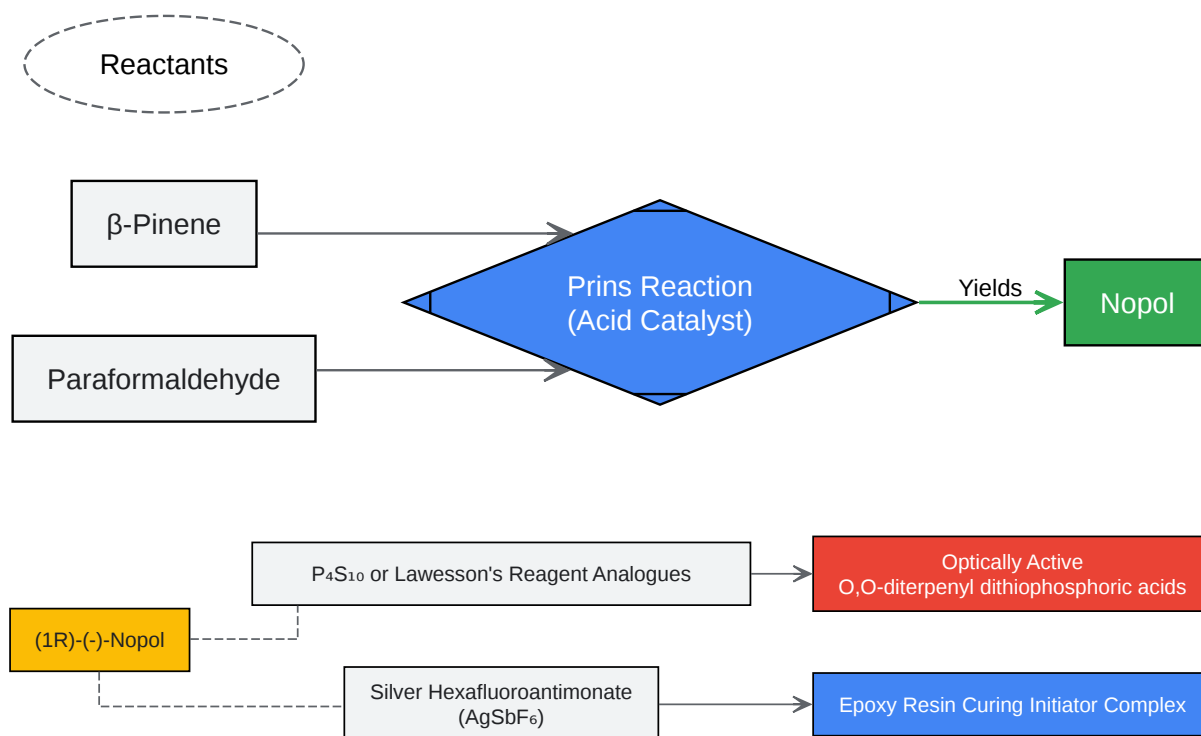 Reactants
β-Pinene
Prins Reaction
(Acid Catalyst)
Yields
Nopol
Paraformaldehyde
P₄S₁₀ or Lawesson's Reagent Analogues
Optically Active
O,O-diterpenyl dithiophosphoric acids
(1R)-(-)-Nopol
Silver Hexafluoroantimonate
(AgSbF₆)
Epoxy Resin Curing Initiator Complex